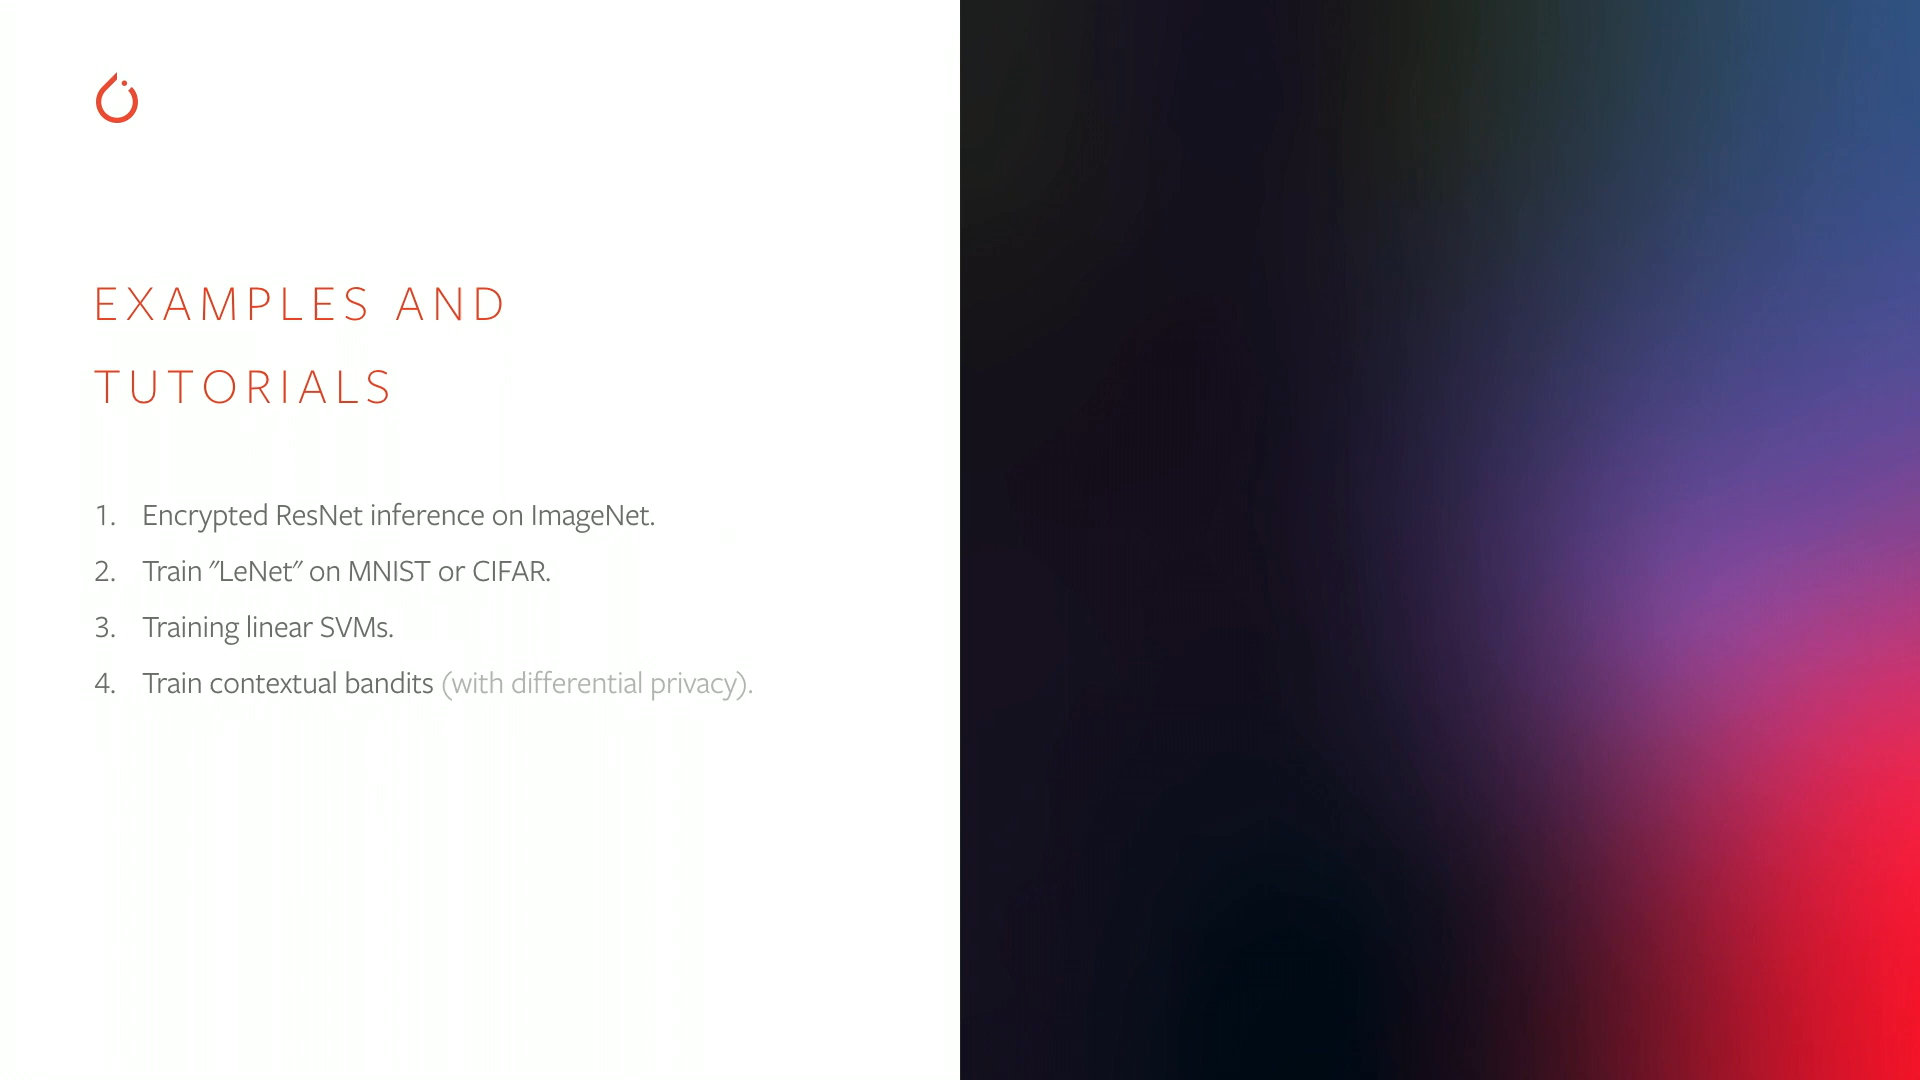 EXAMPLES AND
TUTORIALS
1. Encrypted ResNet inference on ImageNet.
2. Train "LeNet" on MNIST or CIFAR.
3. Training linear SVMs.
4. Train contextual bandits (with differential privacy).